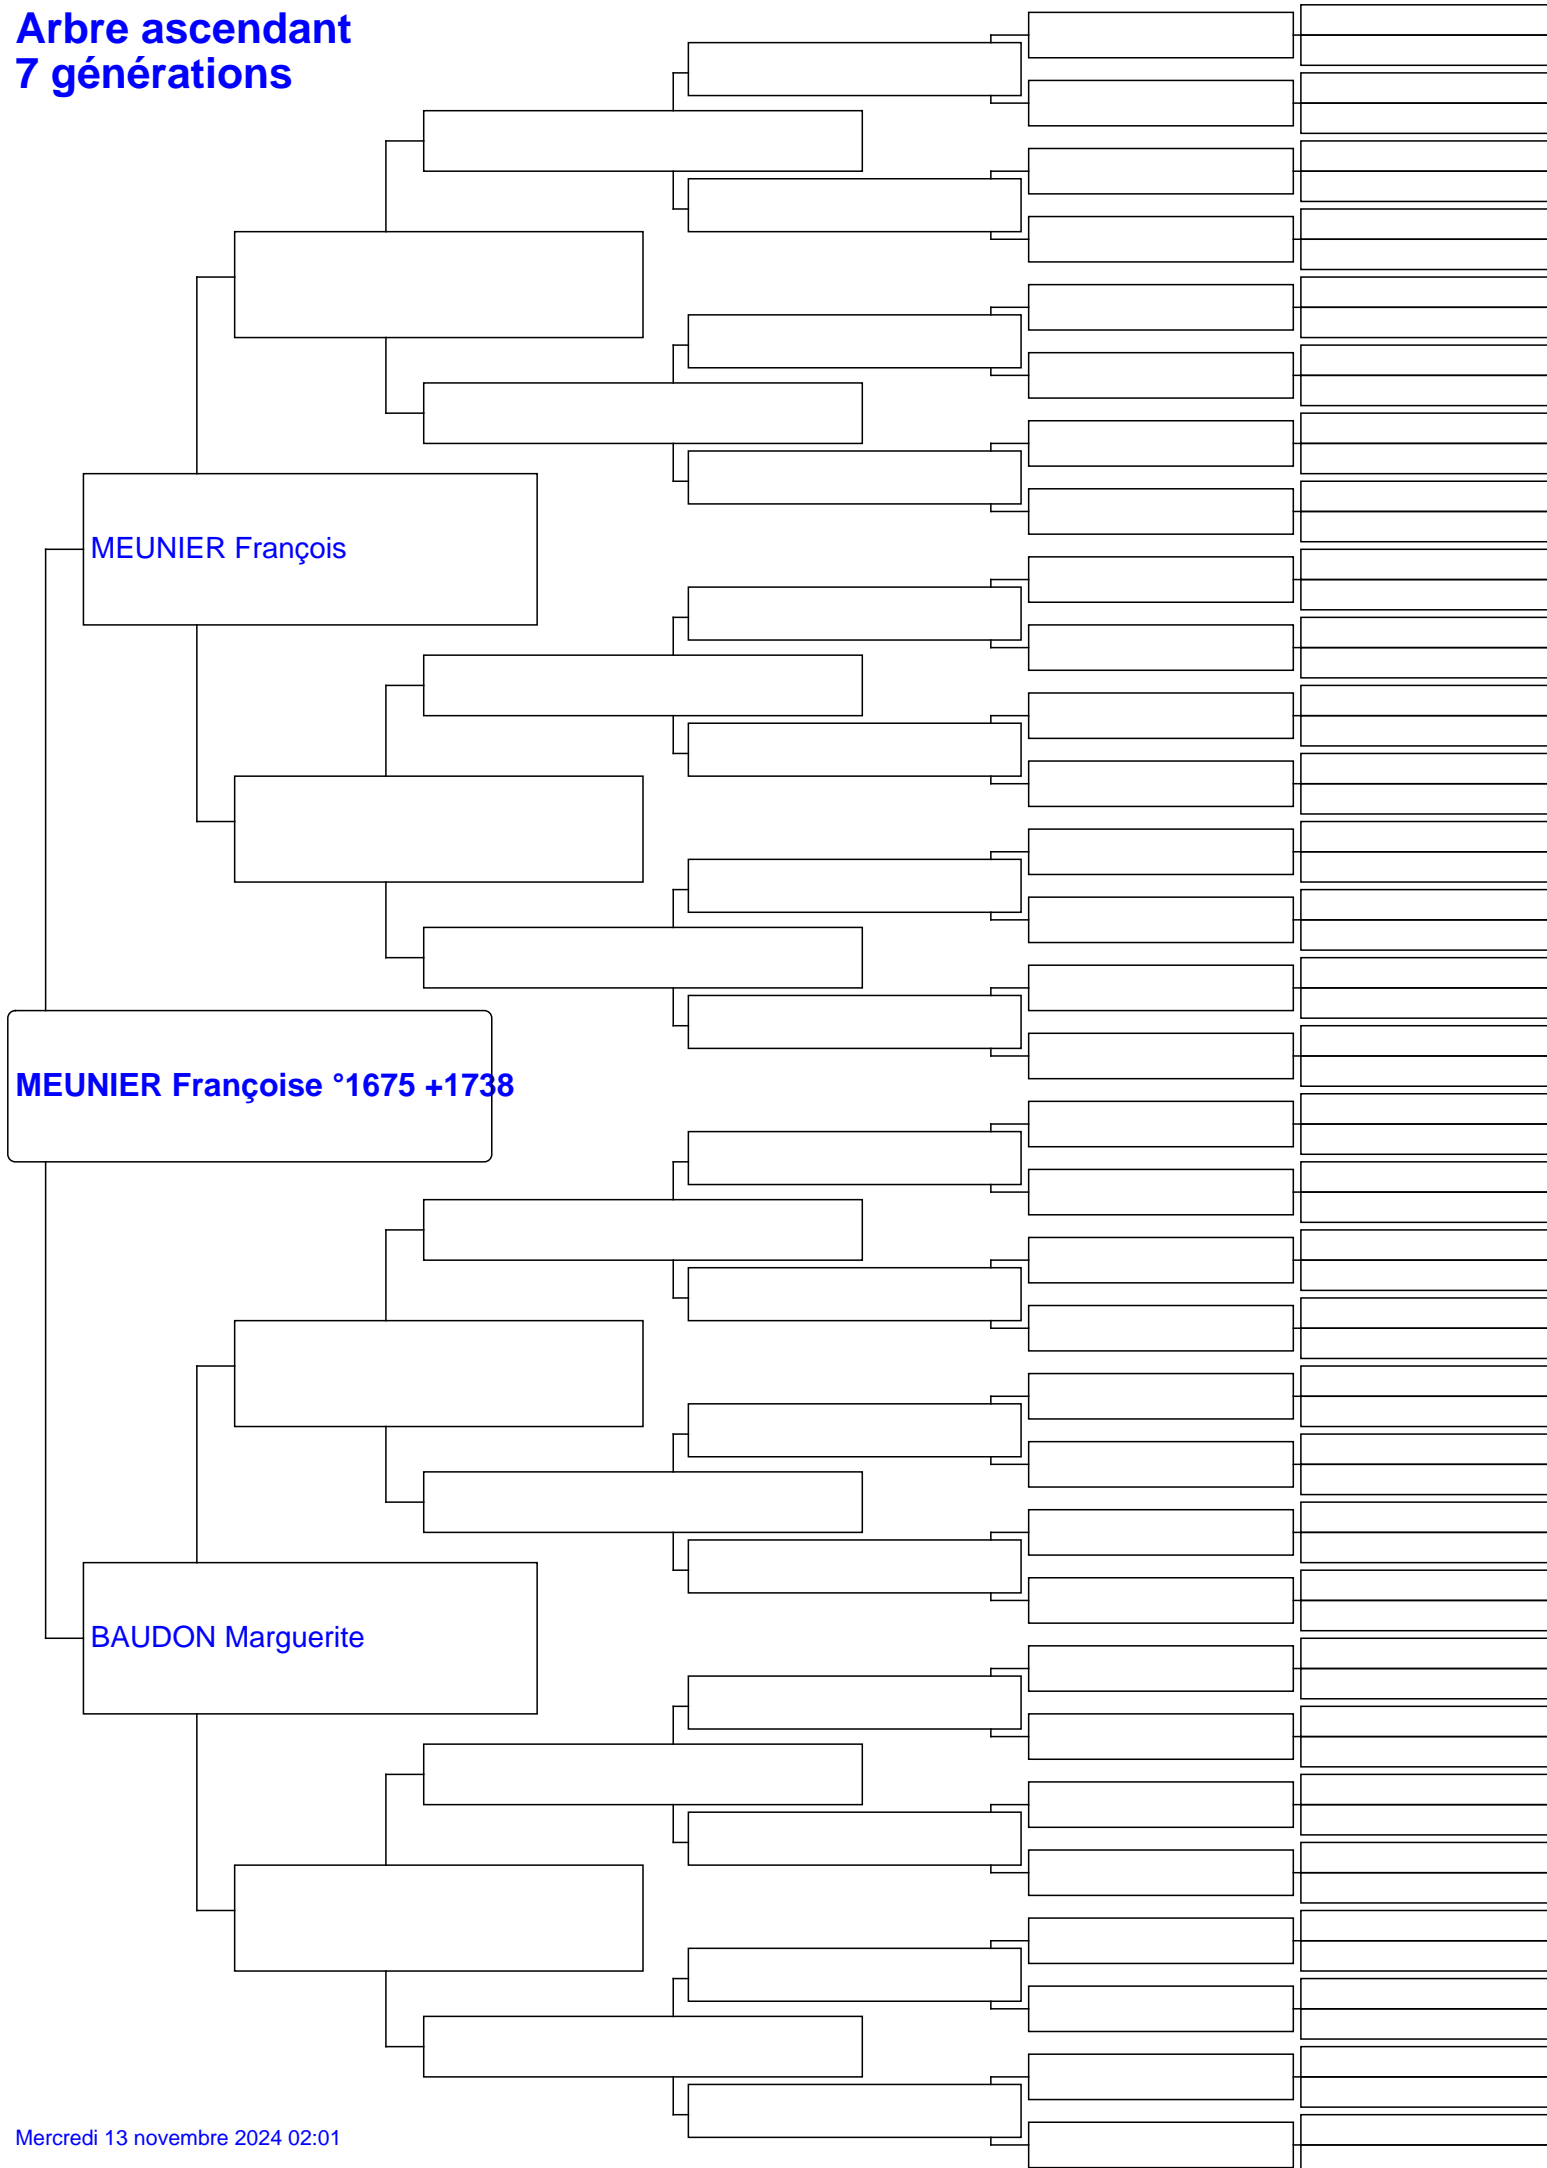 Arbre ascendant
7 générations
MEUNIER François
MEUNIER Françoise °1675 +1738
BAUDON Marguerite
Mercredi 13 novembre 2024 02:01